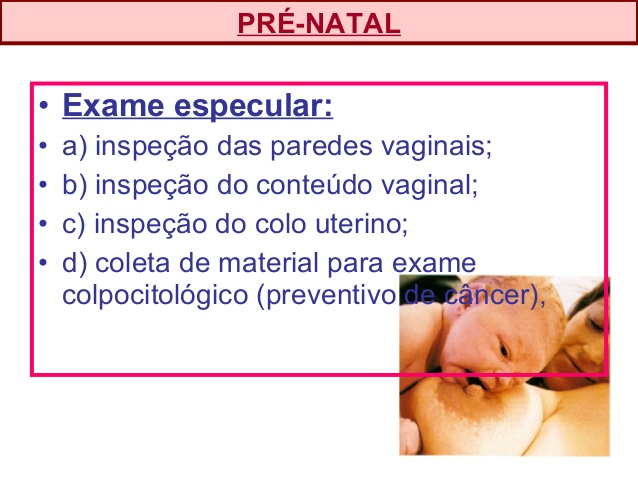 PRÉ-NATAL
• Exame especular:
• a) inspeção das paredes vaginais;
• b) inspeção do conteúdo vaginal;
• c) inspeção do colo uterino;
• d) coleta de material para exame
colpocitológico (preventivo de câncer),